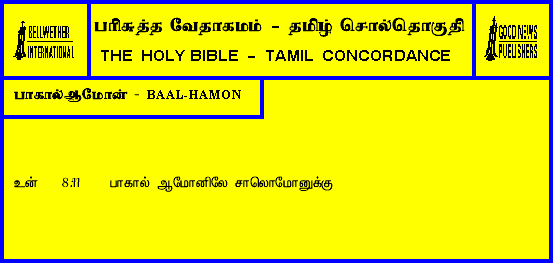 BELLWETHER
INTERNATIONAL
பரிசுத்த வேதாகமம் - தமிழ் சொல்தொகுதி
THE HOLY BIBLE - TAMIL CONCORDANCE
GOOD NEWS
PUBLISHERS
பாகால்ஆமோன் - BAAL-HAMON
உன் 8:11 பாகால் ஆமோனிலே சாலொமோனுக்கு